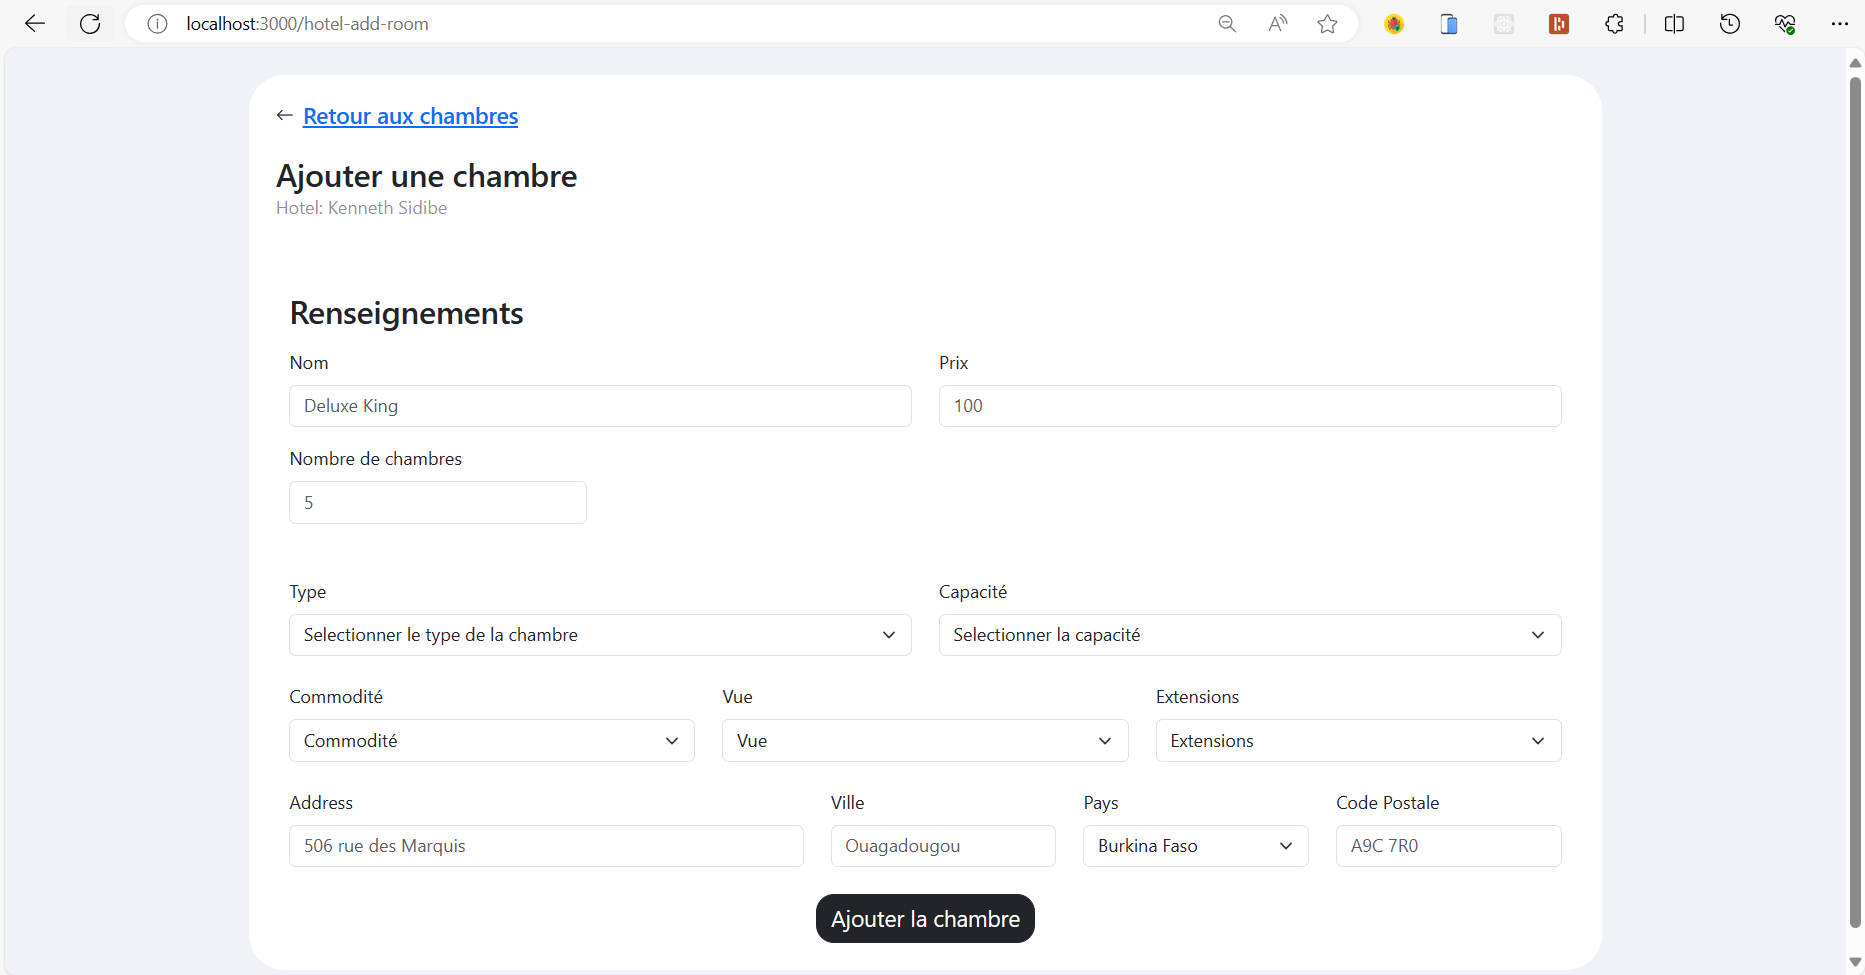 localhost:3000/hotel-add-room
← Retour aux chambres
Ajouter une chambre
Hotel: Kenneth Sidibe
Renseignements
Nom Prix
Deluxe King 100
Nombre de chambres
5
Type Capacité
Selectionner le type de la chambre Selectionner la capacité
Commodité Vue Extensions
Commodité Vue Extensions
Address Ville Pays Code Postale
506 rue des Marquis Ouagadougou Burkina Faso A9C 7R0
Ajouter la chambre